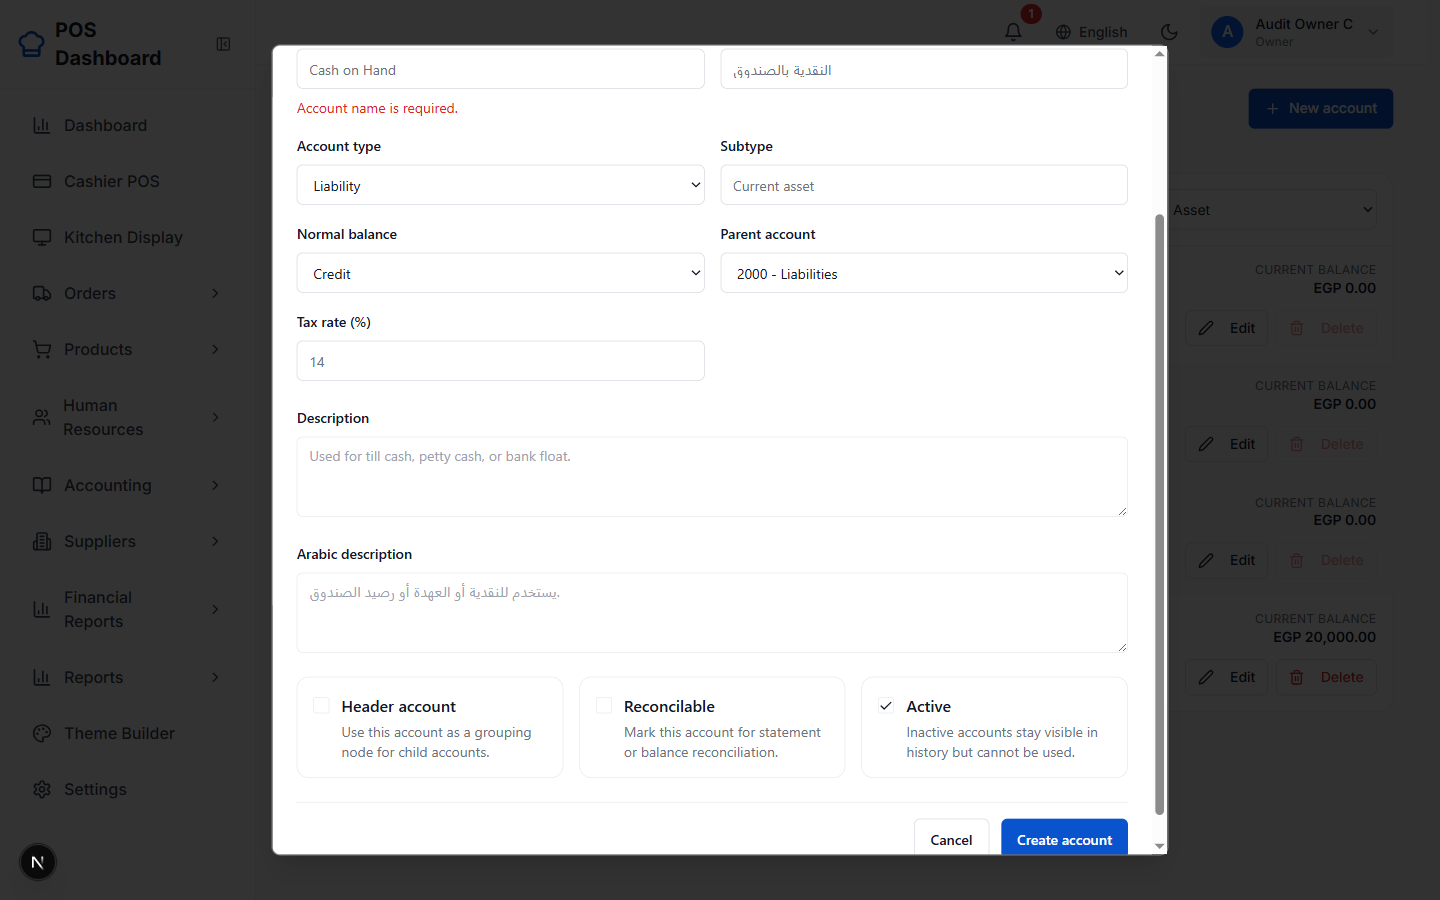 POS
Dashboard
1
English
A
Audit Owner C
Owner
Dashboard
Cashier POS
Kitchen Display
Orders
Products
Human
Resources
Accounting
Suppliers
Financial
Reports
Reports
Theme Builder
Settings
N
New account
Asset
CURRENT BALANCE
EGP 0.00
Edit
Delete
CURRENT BALANCE
EGP 0.00
Edit
Delete
CURRENT BALANCE
EGP 0.00
Edit
Delete
CURRENT BALANCE
EGP 20,000.00
Edit
Delete
Cash on Hand
النقدية بالصندوق
Account name is required.
Account type
Subtype
Liability
Current asset
Normal balance
Parent account
Credit
2000 - Liabilities
Tax rate (%)
14
Description
Used for till cash, petty cash, or bank float.
Arabic description
يستخدم للنقدية أو العهدة أو رصيد الصندوق.
Header account
Use this account as a grouping
node for child accounts.
Reconcilable
Mark this account for statement
or balance reconciliation.
Active
Inactive accounts stay visible in
history but cannot be used.
Cancel
Create account